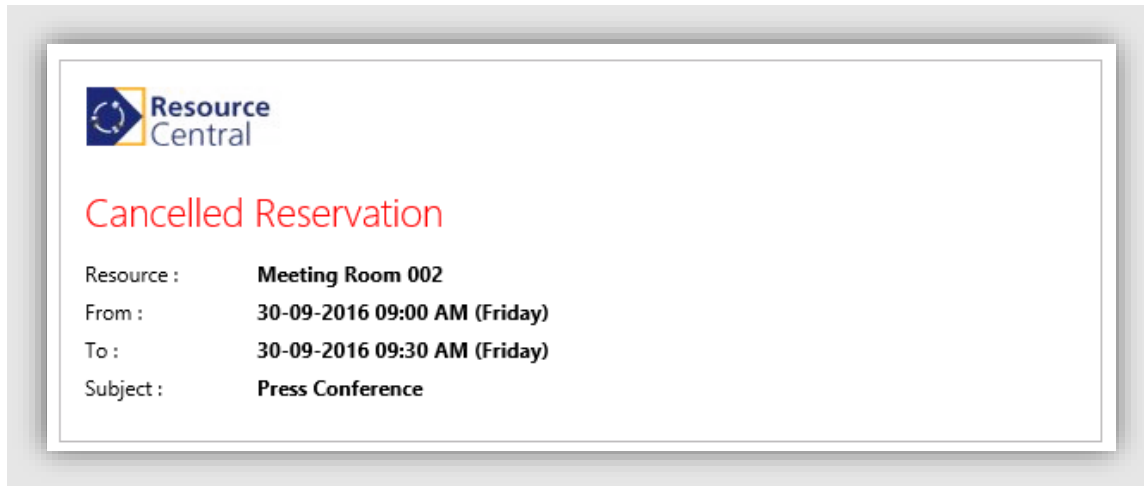 Resource
Central
Cancelled Reservation
Resource : Meeting Room 002
From : 30-09-2016 09:00 AM (Friday)
To : 30-09-2016 09:30 AM (Friday)
Subject : Press Conference